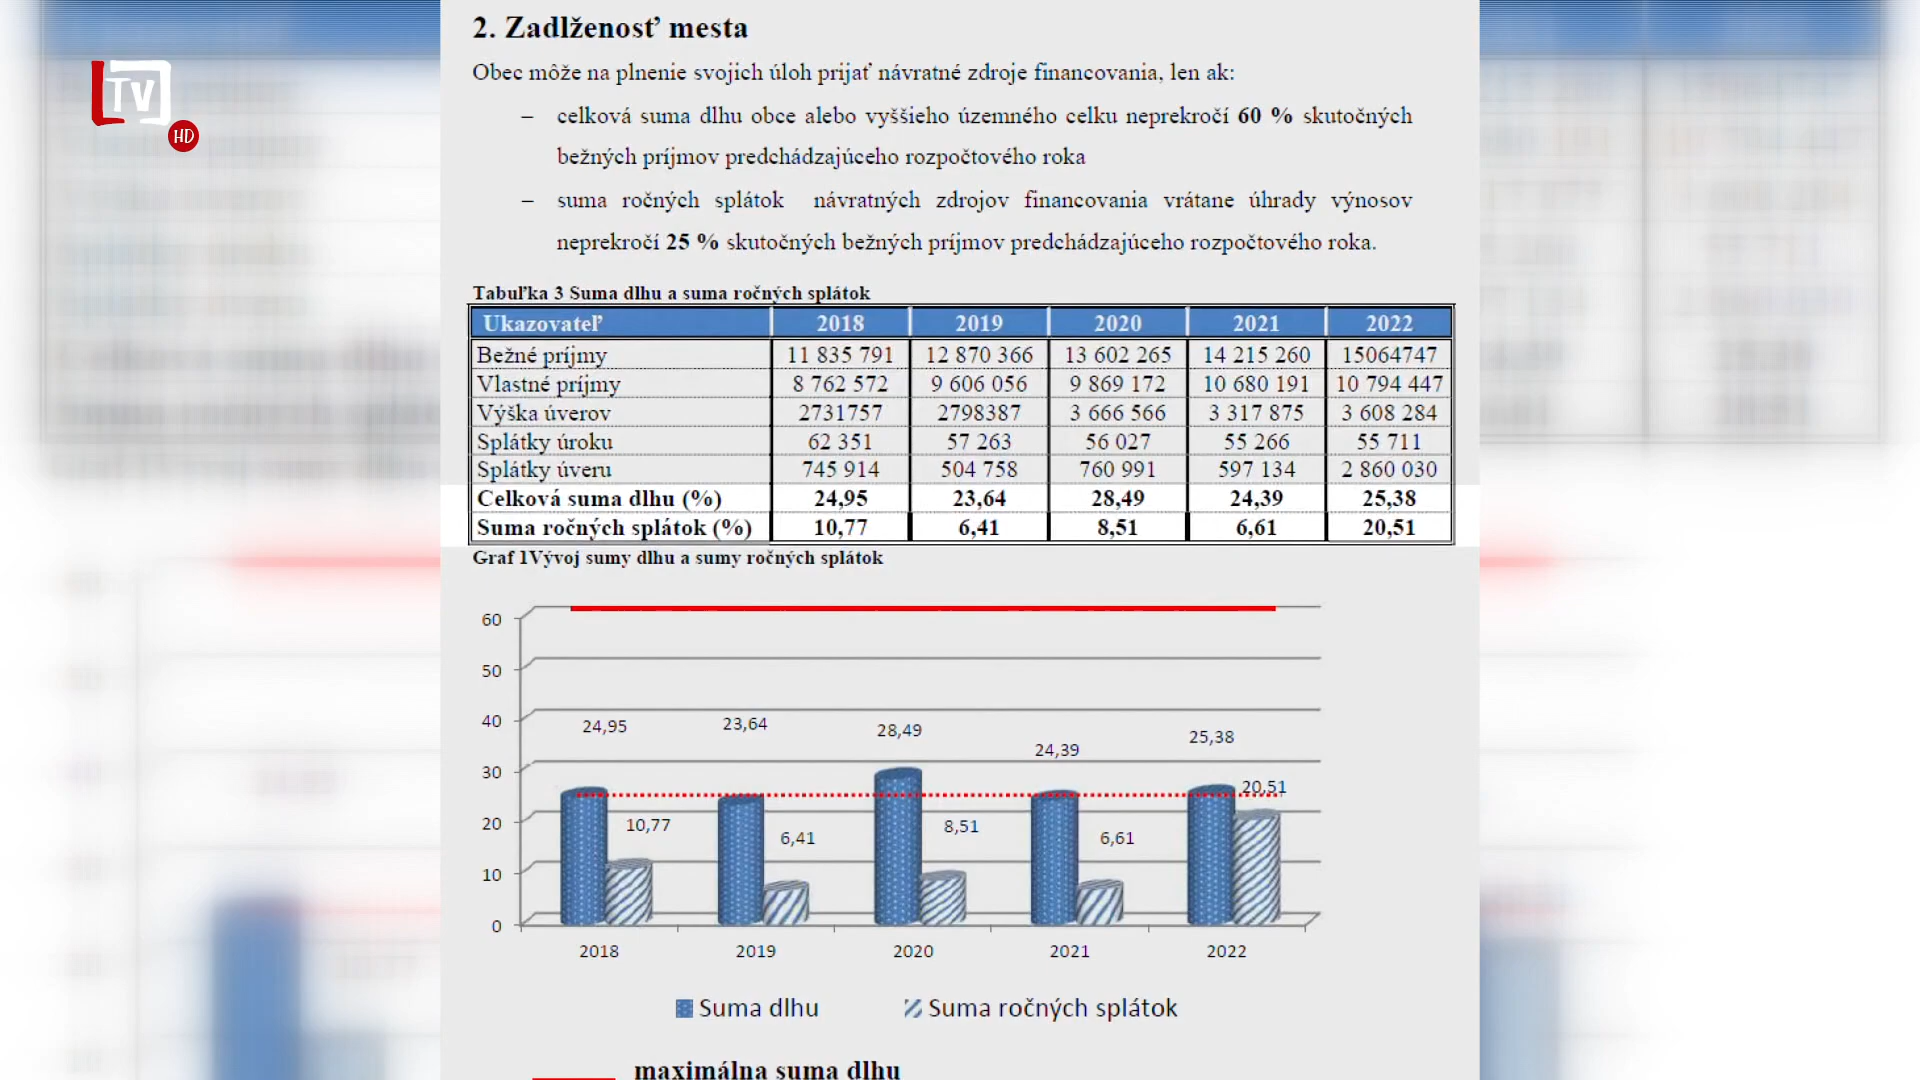 TV
HD
2. Zadlženosť mesta
Obec môže na plnenie svojich úloh prijať návratné zdroje financovania, len ak:
– celková suma dlhu obce alebo vyššieho územného celku neprekročí 60 % skutočných
bežných príjmov predchádzajúceho rozpočtového roka
– suma ročných splátok návratných zdrojov financovania vrátane úhrady výnosov
neprekročí 25 % skutočných bežných príjmov predchádzajúceho rozpočtového roka.
Tabuľka 3 Suma dlhu a suma ročných splátok
Ukazovateľ 2018 2019 2020 2021 2022
Bežné príjmy 11 835 791 12 870 366 13 602 265 14 215 260 15064747
Vlastné príjmy 8 762 572 9 606 056 9 869 172 10 680 191 10 794 447
Výška úverov 2731757 2798387 3 666 566 3 317 875 3 608 284
Splátky úroku 62 351 57 263 56 027 55 266 55 711
Splátky úveru 745 914 504 758 760 991 597 134 2 860 030
Celková suma dlhu (%) 24,95 23,64 28,49 24,39 25,38
Suma ročných splátok (%) 10,77 6,41 8,51 6,61 20,51
Graf 1Vývoj sumy dlhu a sumy ročných splátok
60
50
40
30
20
10
0
24,95 23,64 28,49 24,39 25,38
10,77 6,41 8,51 6,61 20,51
2018 2019 2020 2021 2022
Suma dlhu Suma ročných splátok
maximálna suma dlhu